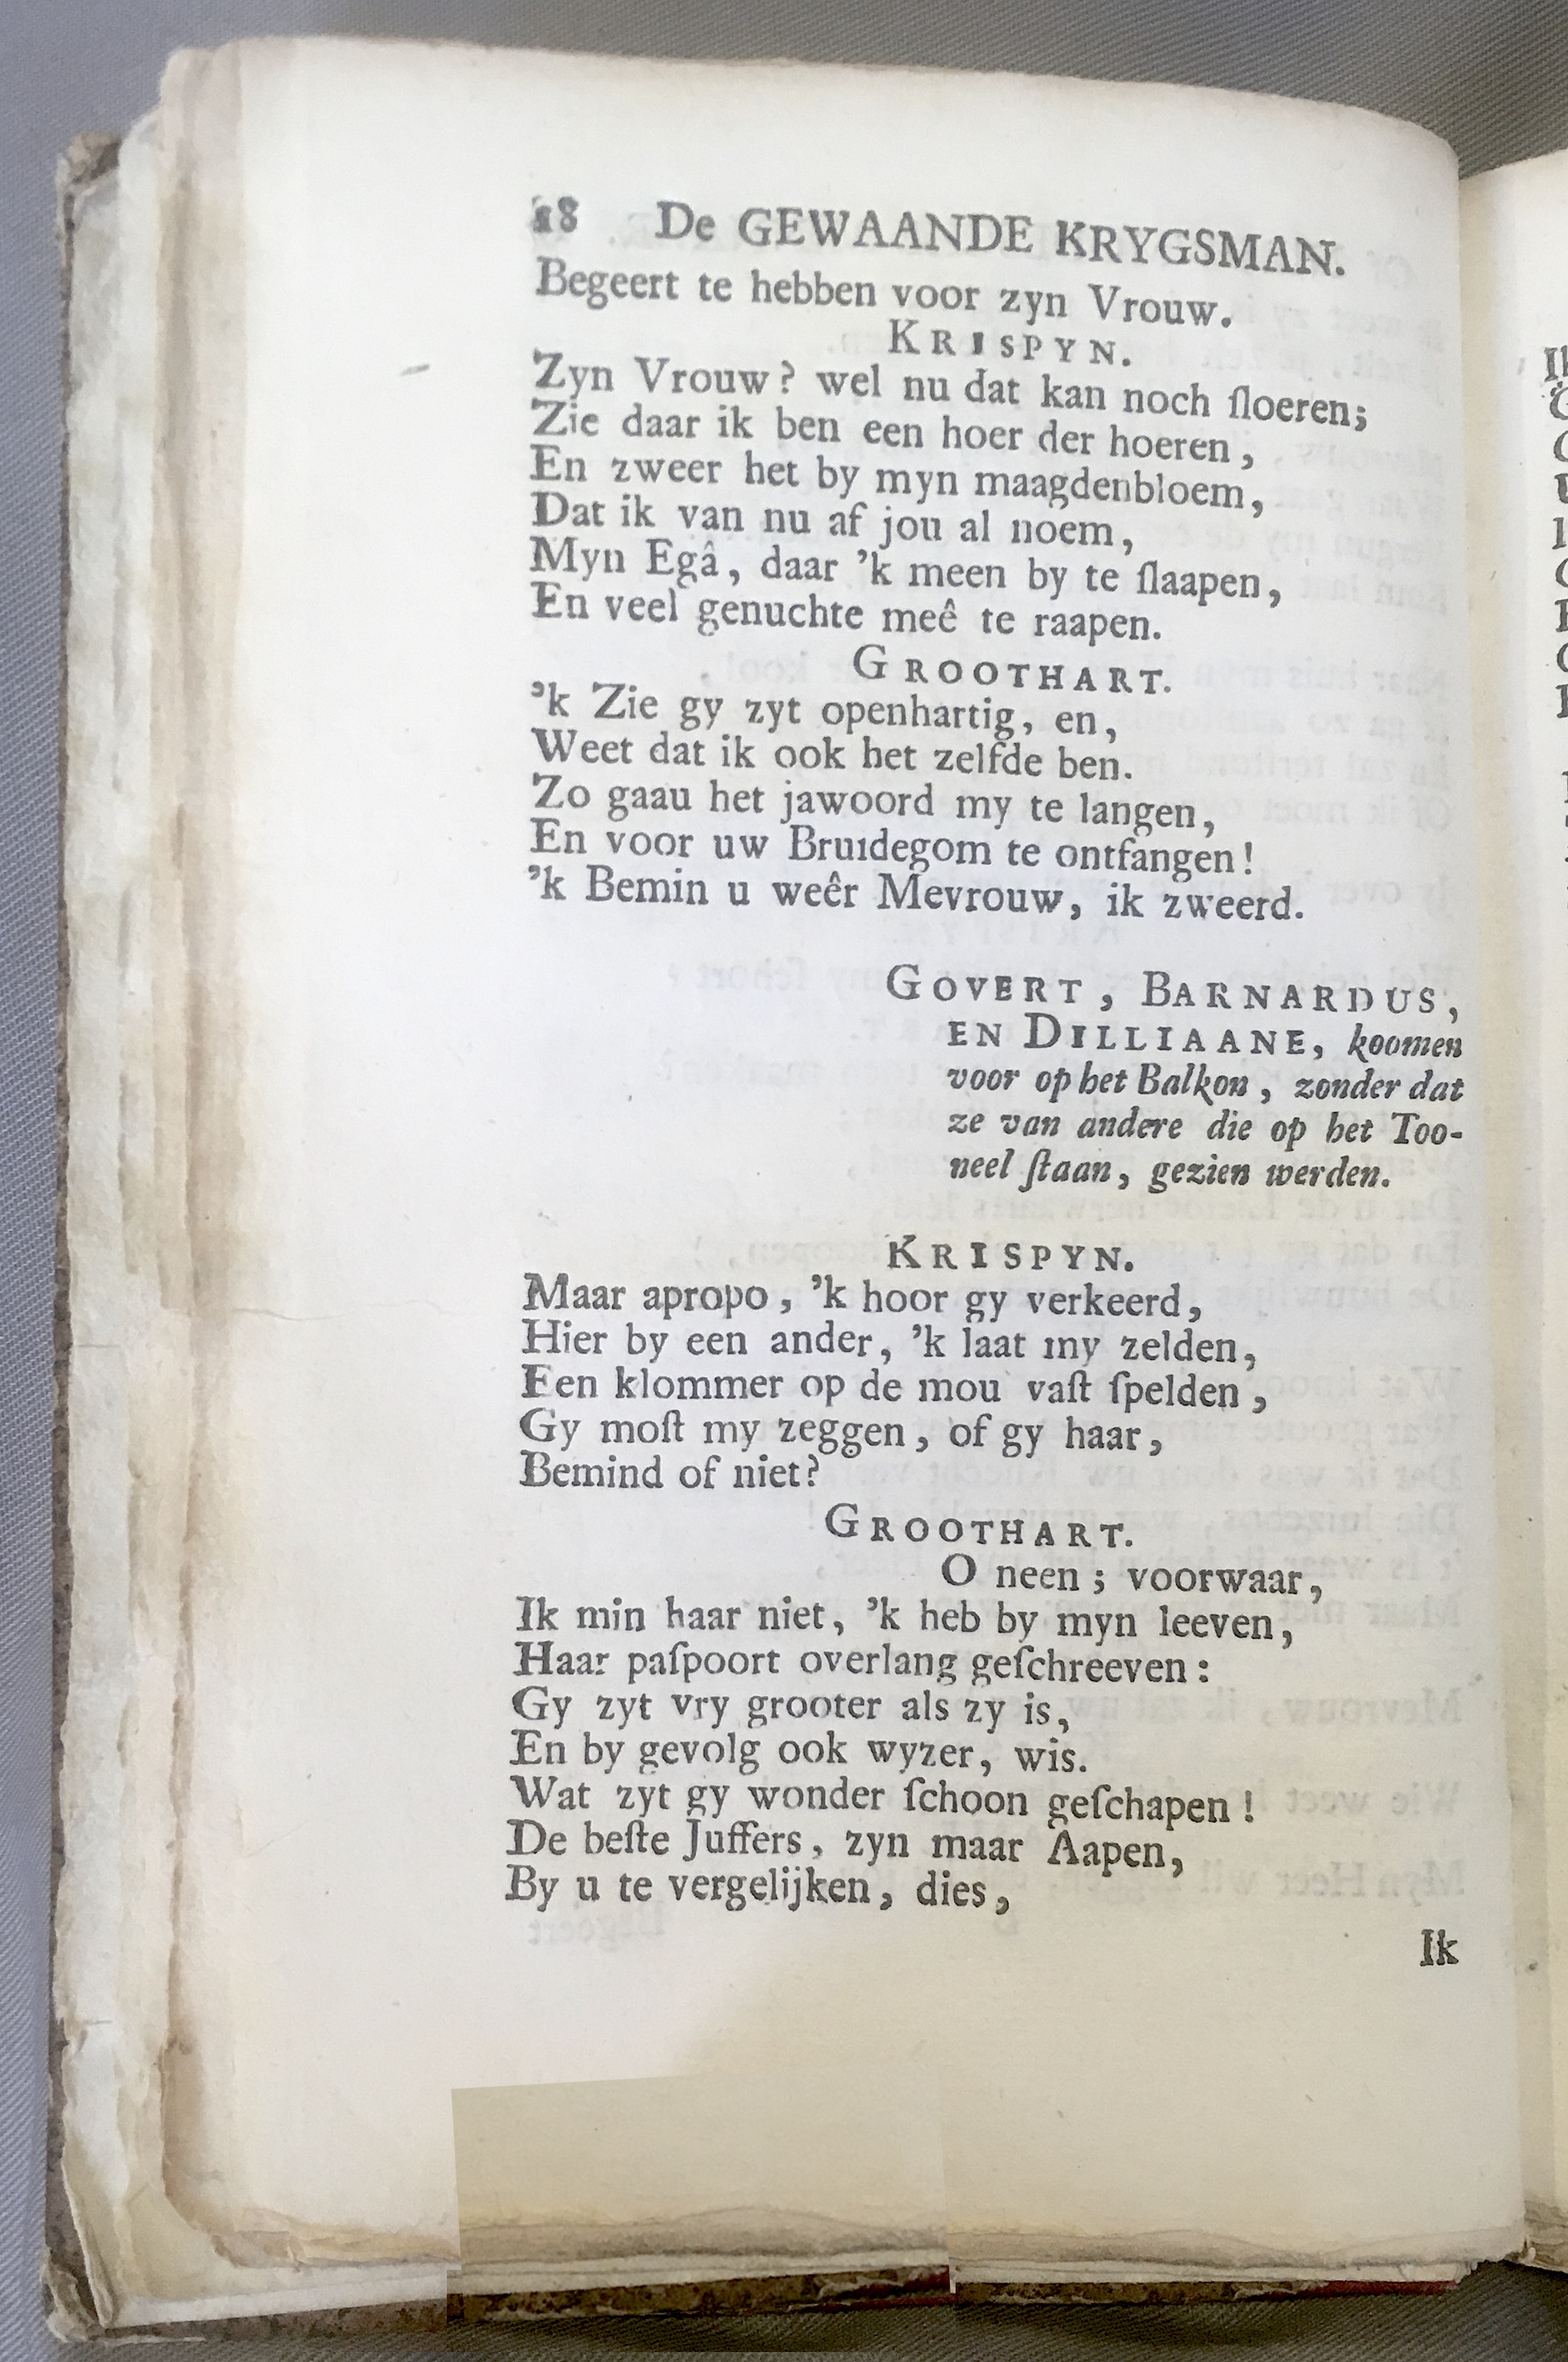 18 De GEWAANDE KRYGSMAN.
Begeert te hebben voor zyn Vrouw.
KRISPYN.
Zyn Vrouw? wel nu dat kan noch ſloeren;
Zie daar ik ben een hoer der hoeren,
En zweer het by myn maagdenbloem,
Dat ik van nu af jou al noem,
Myn Egâ, daar 'k meen by te ſlaapen,
En veel genuchte meê te raapen.
GROOTHART.
'k Zie gy zyt openhartig, en,
Weet dat ik ook het zelfde ben.
Zo gaau het jawoord my te langen,
En voor uw Bruidegom te ontfangen!
'k Bemin u weêr Mevrouw, ik zweerd.
GOVERT, BARNARDUS,
EN DILLIAANE, koomen
voor op het Balkon, zonder dat
ze van andere die op het Too-
neel ſtaan, gezien werden.
KRISPYN.
Maar apropo, 'k hoor gy verkeerd,
Hier by een ander, 'k laat my zelden,
Een klommer op de mou vaſt ſpelden,
Gy moſt my zeggen, of gy haar,
Bemind of niet?
GROOTHART.
O neen; voorwaar,
Ik min haar niet, 'k heb by myn leeven,
Haar paſpoort overlang geſchreeven:
Gy zyt vry grooter als zy is,
En by gevolg ook wyzer, wis.
Wat zyt gy wonder ſchoon geſchapen!
De beſte Juffers, zyn maar Aapen,
By u te vergelijken, dies,
Ik